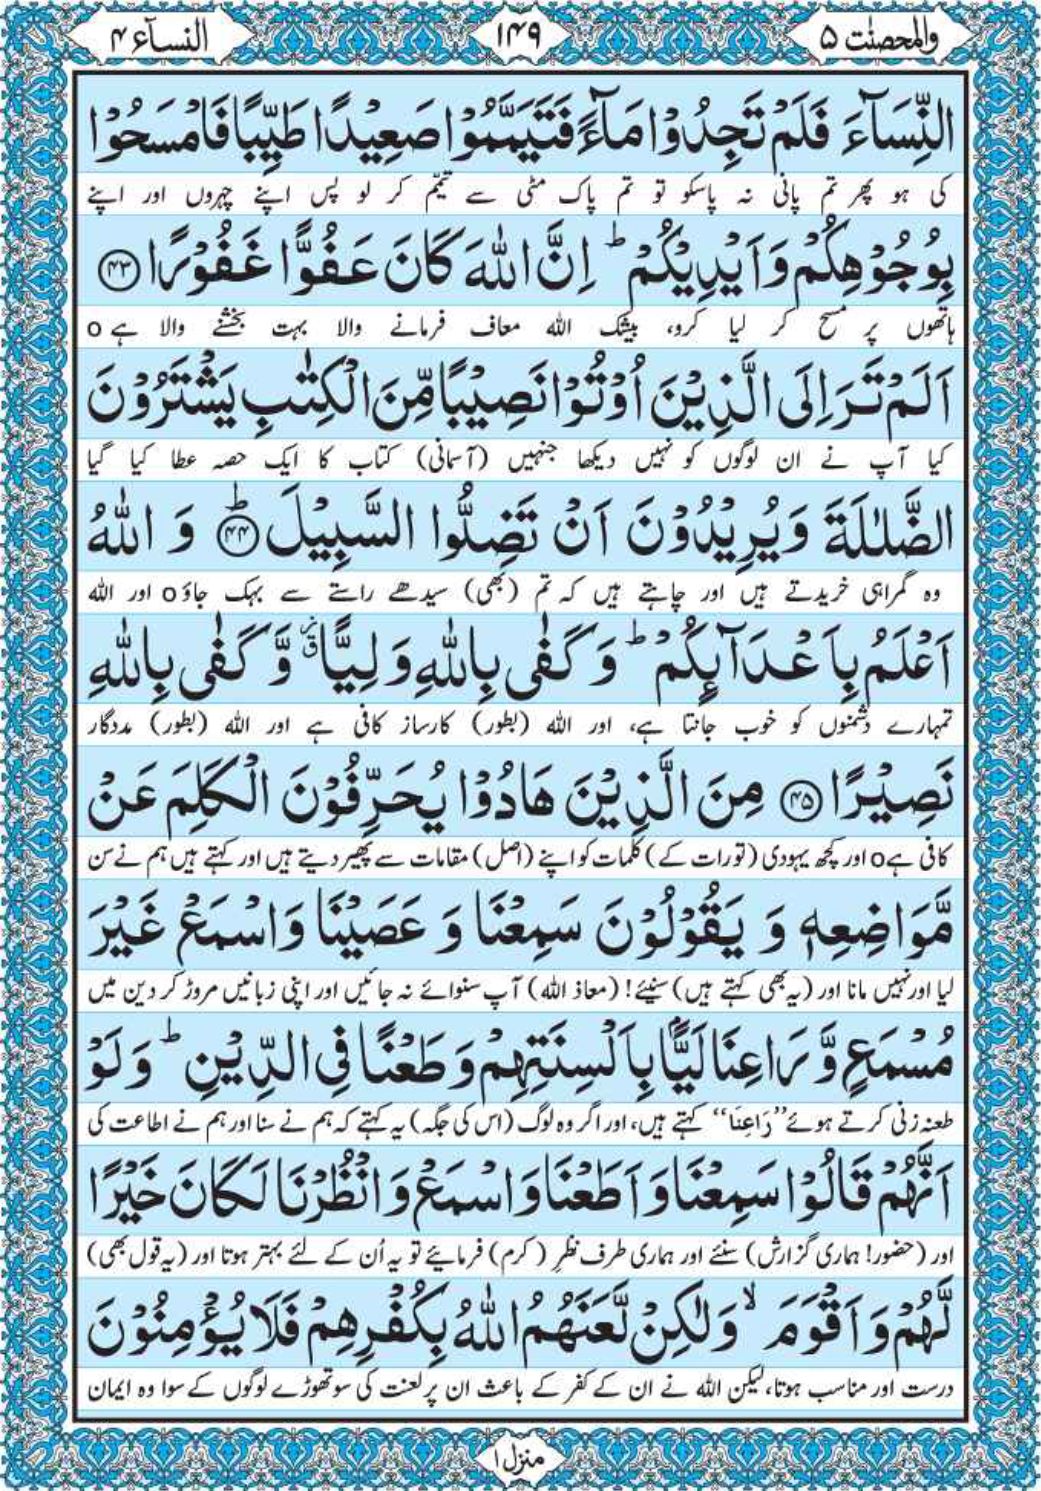 والمحصنٰت ۵
۱۴۹
النسآء ۴
النِّسَآءَ فَلَمْ تَجِدُوْا مَآءً فَتَيَمَّمُوْا صَعِيْدًا طَيِّبًا فَامْسَحُوْا
کی ہو پھر تم پانی نہ پاسکو تو تم پاک مٹی سے تیمّم کر لو پس اپنے چہروں اور اپنے
بِوُجُوْهِكُمْ وَاَيْدِيْكُمْ ؕ اِنَّ اللّٰهَ كَانَ عَفُوًّا غَفُوْرًا ﴿۴۳﴾
ہاتھوں پر مسح کر لیا کرو، بیشک اللہ معاف فرمانے والا بہت بخشنے والا ہے o
اَلَمْ تَرَ اِلَى الَّذِيْنَ اُوْتُوْا نَصِيْبًا مِّنَ الْكِتٰبِ يَشْتَرُوْنَ
کیا آپ نے ان لوگوں کو نہیں دیکھا جنہیں (آسمانی) کتاب کا ایک حصہ عطا کیا گیا
الضَّلٰلَةَ وَيُرِيْدُوْنَ اَنْ تَضِلُّوا السَّبِيْلَ ﴿۴۴﴾ؕ وَ اللّٰهُ
وہ گمراہی خریدتے ہیں اور چاہتے ہیں کہ تم (بھی) سیدھے راستے سے بہک جاؤ o اور اللہ
اَعْلَمُ بِاَعْدَآىِٕكُمْ ؕ وَ كَفٰى بِاللّٰهِ وَلِيًّا ۗۙ وَّ كَفٰى بِاللّٰهِ
تمہارے دشمنوں کو خوب جانتا ہے، اور اللہ (بطور) کارساز کافی ہے اور اللہ (بطور) مددگار
نَصِيْرًا ﴿۴۵﴾ مِنَ الَّذِيْنَ هَادُوْا يُحَرِّفُوْنَ الْكَلِمَ عَنْ
کافی ہے o اور کچھ یہودی (تورات کے) کلمات کو اپنے (اصل) مقامات سے پھیر دیتے ہیں اور کہتے ہیں ہم نے سن
مَّوَاضِعِهٖ وَ يَقُوْلُوْنَ سَمِعْنَا وَ عَصَيْنَا وَاسْمَعْ غَيْرَ
لیا اور نہیں مانا اور (یہ بھی کہتے ہیں) سنیئے! (معاذ اللہ) آپ سنوائے نہ جائیں اور اپنی زبانیں مروڑ کر دین میں
مُسْمَعٍ وَّ رَاعِنَا لَيًّۢا بِاَلْسِنَتِهِمْ وَطَعْنًا فِى الدِّيْنِ ؕ وَلَوْ
طعنہ زنی کرتے ہوئے ’’رَاعِنَا‘‘ کہتے ہیں، اور اگر وہ لوگ (اس کی جگہ) یہ کہتے کہ ہم نے سنا اور ہم نے اطاعت کی
اَنَّهُمْ قَالُوْا سَمِعْنَا وَاَطَعْنَا وَاسْمَعْ وَانْظُرْنَا لَكَانَ خَيْرًا
اور (حضور! ہماری گزارش) سنئے اور ہماری طرف نظرِ (کرم) فرمائیے تو یہ اُن کے لئے بہتر ہوتا اور (یہ قول بھی)
لَّهُمْ وَاَقْوَمَ ۙ وَلٰكِنْ لَّعَنَهُمُ اللّٰهُ بِكُفْرِهِمْ فَلَا يُؤْمِنُوْنَ
درست اور مناسب ہوتا، لیکن اللہ نے ان کے کفر کے باعث ان پر لعنت کی سو تھوڑے لوگوں کے سوا وہ ایمان
منزل ۱